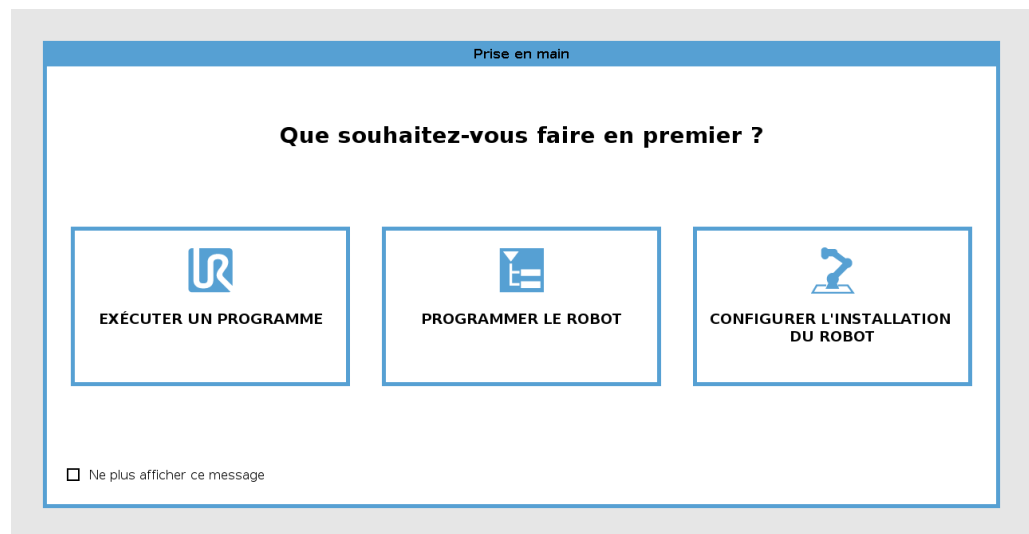 Prise en main
Que souhaitez-vous faire en premier ?
UR
EXÉCUTER UN PROGRAMME
PROGRAMMER LE ROBOT
CONFIGURER L'INSTALLATION
DU ROBOT
Ne plus afficher ce message